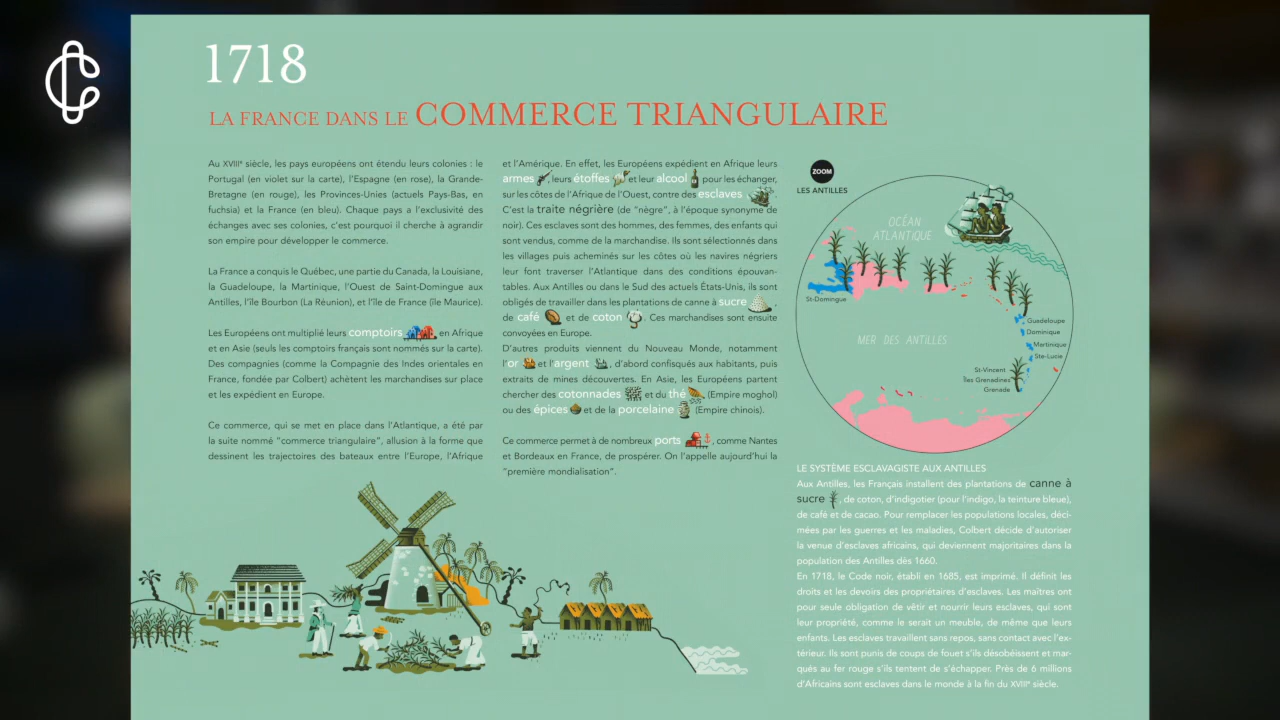 1718
LA FRANCE DANS LE COMMERCE TRIANGULAIRE
Au XVIIIᵉ siècle, les pays européens ont étendu leurs colonies : le
Portugal (en violet sur la carte), l'Espagne (en rose), la Grande-
Bretagne (en rouge), les Provinces-Unies (actuels Pays-Bas, en
fuchsia) et la France (en bleu). Chaque pays a l'exclusivité des
échanges avec ses colonies, c'est pourquoi il cherche à agrandir
son empire pour développer le commerce.
La France a conquis le Québec, une partie du Canada, la Louisiane,
la Guadeloupe, la Martinique, l'Ouest de Saint-Domingue aux
Antilles, l'île Bourbon (La Réunion), et l'île de France (île Maurice).
Les Européens ont multiplié leurs comptoirs en Afrique
et en Asie (seuls les comptoirs français sont nommés sur la carte).
Des compagnies (comme la Compagnie des Indes orientales en
France, fondée par Colbert) achètent les marchandises sur place
et les expédient en Europe.
Ce commerce, qui se met en place dans l'Atlantique, a été par
la suite nommé "commerce triangulaire", allusion à la forme que
dessinent les trajectoires des bateaux entre l'Europe, l'Afrique
et l'Amérique. En effet, les Européens expédient en Afrique leurs
armes , leurs étoffes et leur alcool pour les échanger,
sur les côtes de l'Afrique de l'Ouest, contre des esclaves .
C'est la traite négrière (de "nègre", à l'époque synonyme de
noir). Ces esclaves sont des hommes, des femmes, des enfants qui
sont vendus, comme de la marchandise. Ils sont sélectionnés dans
les villages puis acheminés sur les côtes où les navires négriers
leur font traverser l'Atlantique dans des conditions épouvan-
tables. Aux Antilles ou dans le Sud des actuels États-Unis, ils sont
obligés de travailler dans les plantations de canne à sucre ,
de café et de coton . Ces marchandises sont ensuite
convoyées en Europe.
D'autres produits viennent du Nouveau Monde, notamment
l'or et l'argent , d'abord confisqués aux habitants, puis
extraits de mines découvertes. En Asie, les Européens partent
chercher des cotonnades et du thé (Empire moghol)
ou des épices et de la porcelaine (Empire chinois).
Ce commerce permet à de nombreux ports , comme Nantes
et Bordeaux en France, de prospérer. On l'appelle aujourd'hui la
"première mondialisation".
ZOOM
LES ANTILLES
OCÉAN
ATLANTIQUE
St-Domingue
MER DES ANTILLES
Guadeloupe
Dominique
Martinique
Ste-Lucie
St-Vincent
Îles Grenadines
Grenade
LE SYSTÈME ESCLAVAGISTE AUX ANTILLES
Aux Antilles, les Français installent des plantations de canne à
sucre , de coton, d'indigotier (pour l'indigo, la teinture bleue),
de café et de cacao. Pour remplacer les populations locales, déci-
mées par les guerres et les maladies, Colbert décide d'autoriser
la venue d'esclaves africains, qui deviennent majoritaires dans la
population des Antilles dès 1660.
En 1718, le Code noir, établi en 1685, est imprimé. Il définit les
droits et les devoirs des propriétaires d'esclaves. Les maîtres ont
pour seule obligation de vêtir et nourrir leurs esclaves, qui sont
leur propriété, comme le serait un meuble, de même que leurs
enfants. Les esclaves travaillent sans repos, sans contact avec l'ex-
térieur. Ils sont punis de coups de fouet s'ils désobéissent et mar-
qués au fer rouge s'ils tentent de s'échapper. Près de 6 millions
d'Africains sont esclaves dans le monde à la fin du XVIIIᵉ siècle.